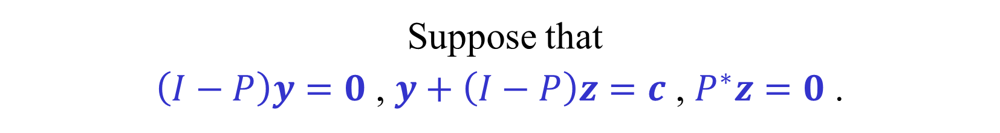 Suppose that
(I − P)y = 0 , y + (I − P)z = c , P*z = 0 .